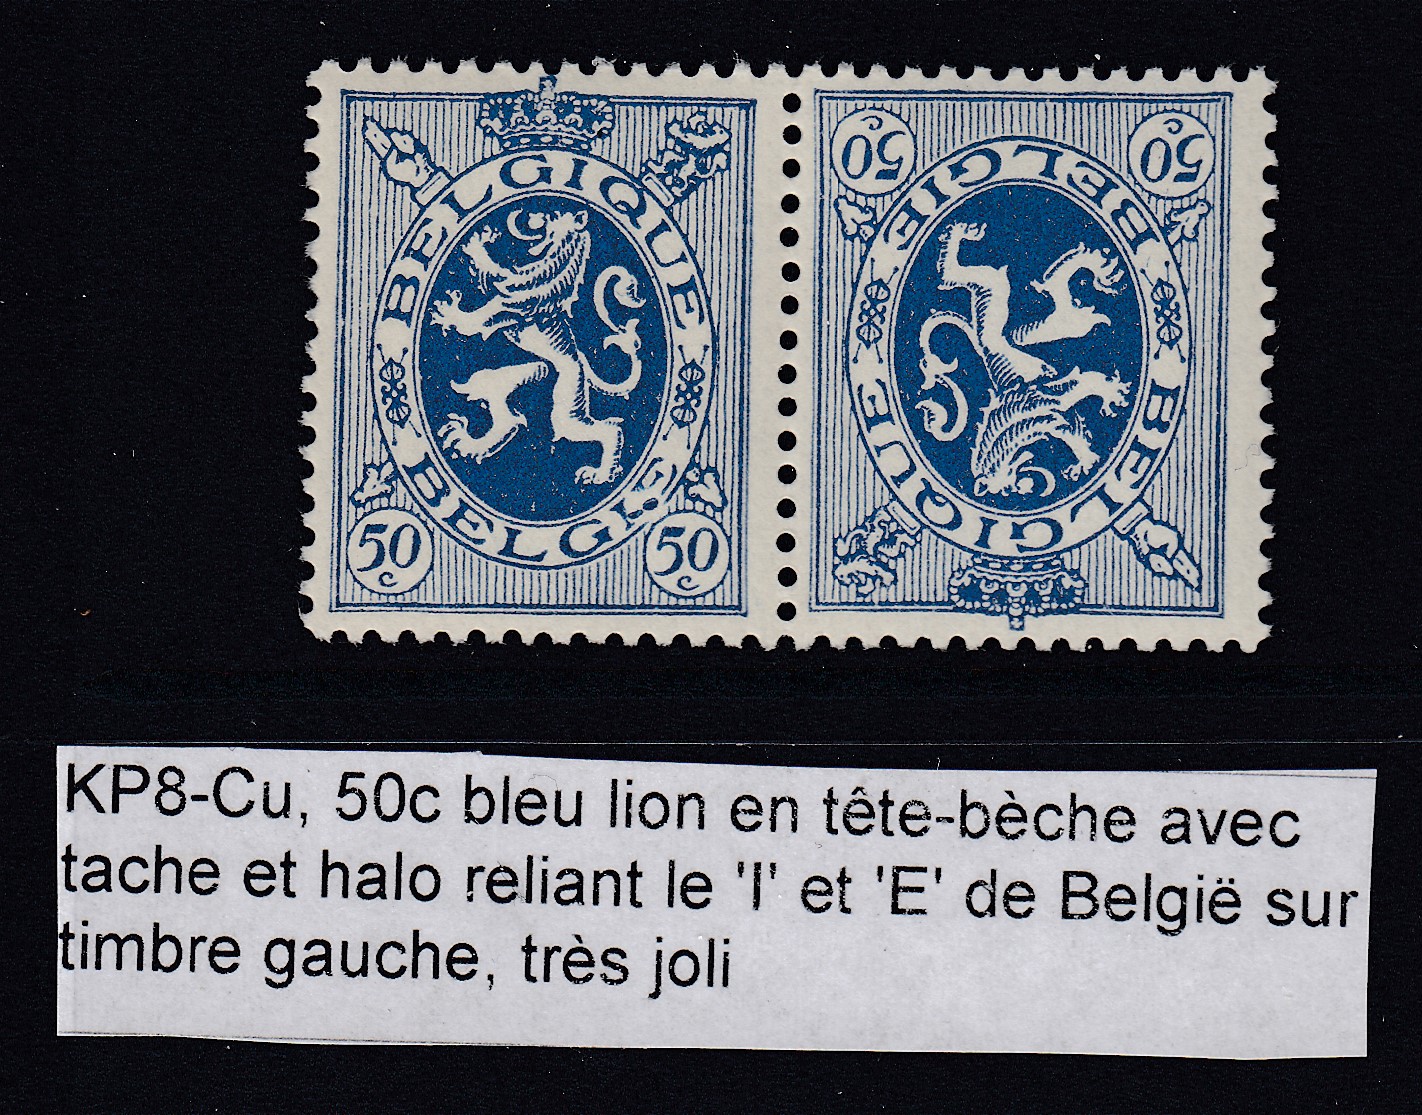 BELGIQUE
BELGIË
50 c
50 c
50 c
50 c
BELGIË
BELGIQUE
KP8-Cu, 50c bleu lion en tête-bèche avec
tache et halo reliant le 'I' et 'E' de België sur
timbre gauche, très joli